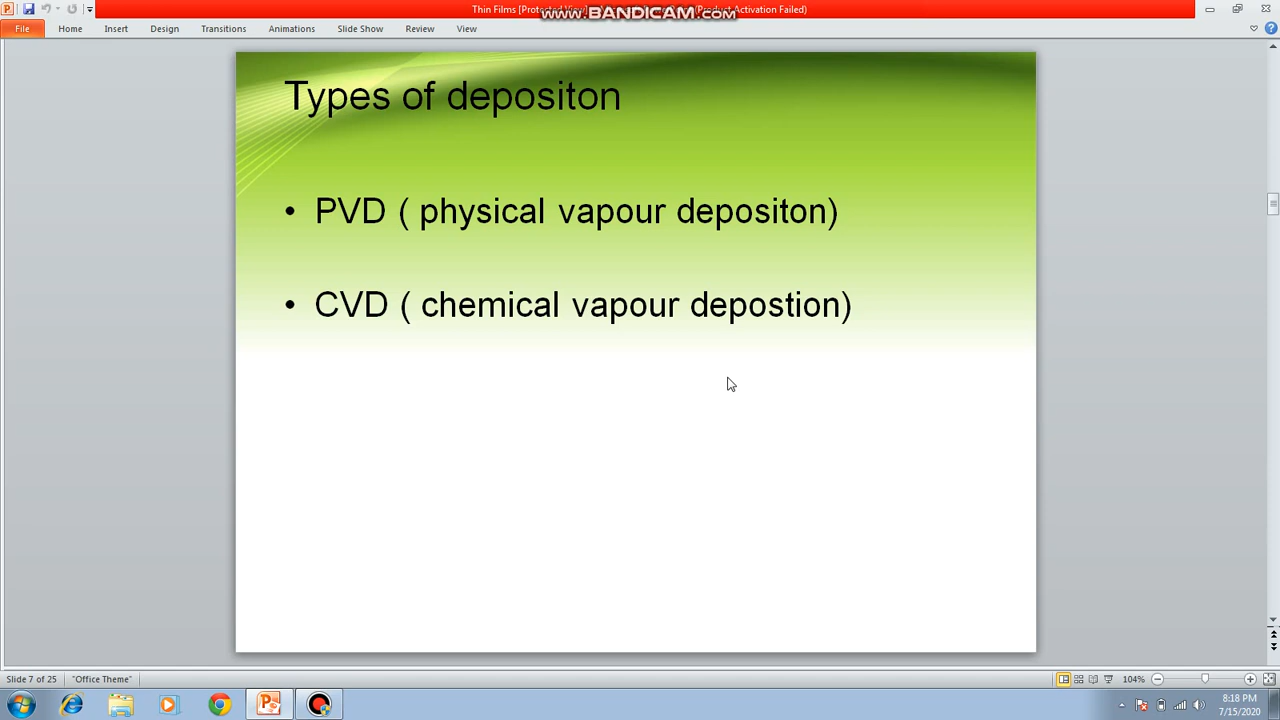 Thin Films [Protected View]
www.BANDICAM.com
(Product Activation Failed)
File Home Insert Design Transitions Animations Slide Show Review View
Types of depositon
• PVD ( physical vapour depositon)
• CVD ( chemical vapour depostion)
Slide 7 of 25 "Office Theme" 104%
8:18 PM
7/15/2020